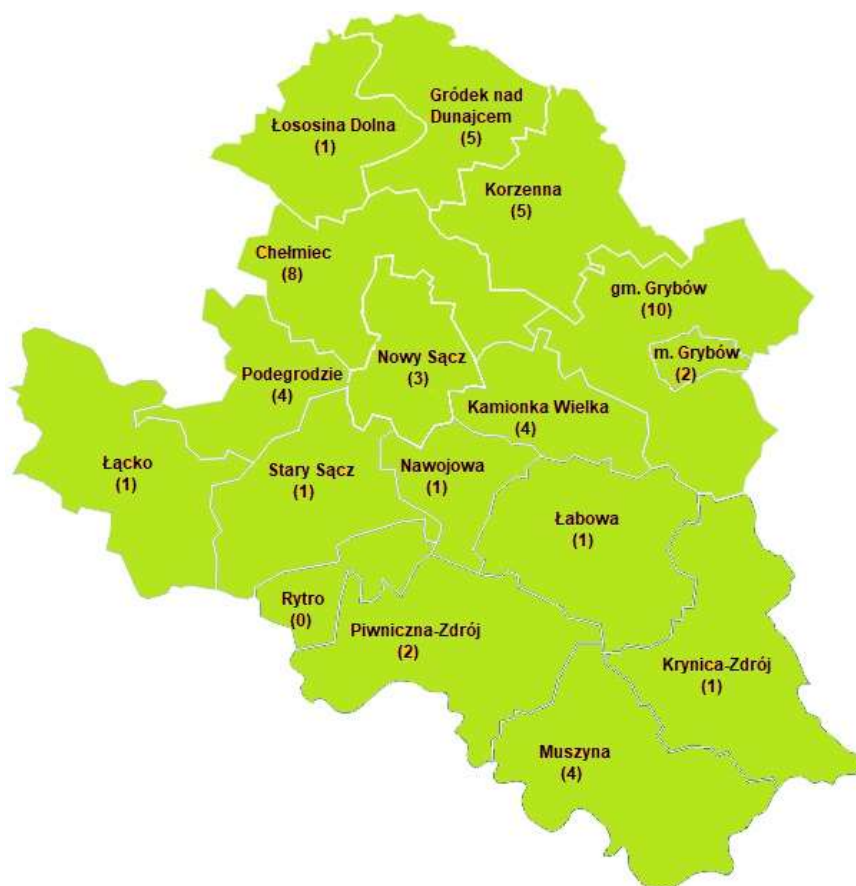 Gródek nad
Dunajcem
(5)
Łososina Dolna
(1)
Korzenna
(5)
Chełmiec
(8)
gm. Grybów
(10)
m. Grybów
(2)
Nowy Sącz
(3)
Podegrodzie
(4)
Kamionka Wielka
(4)
Łącko
(1)
Stary Sącz
(1)
Nawojowa
(1)
Łabowa
(1)
Rytro
(0)
Piwniczna-Zdrój
(2)
Krynica-Zdrój
(1)
Muszyna
(4)